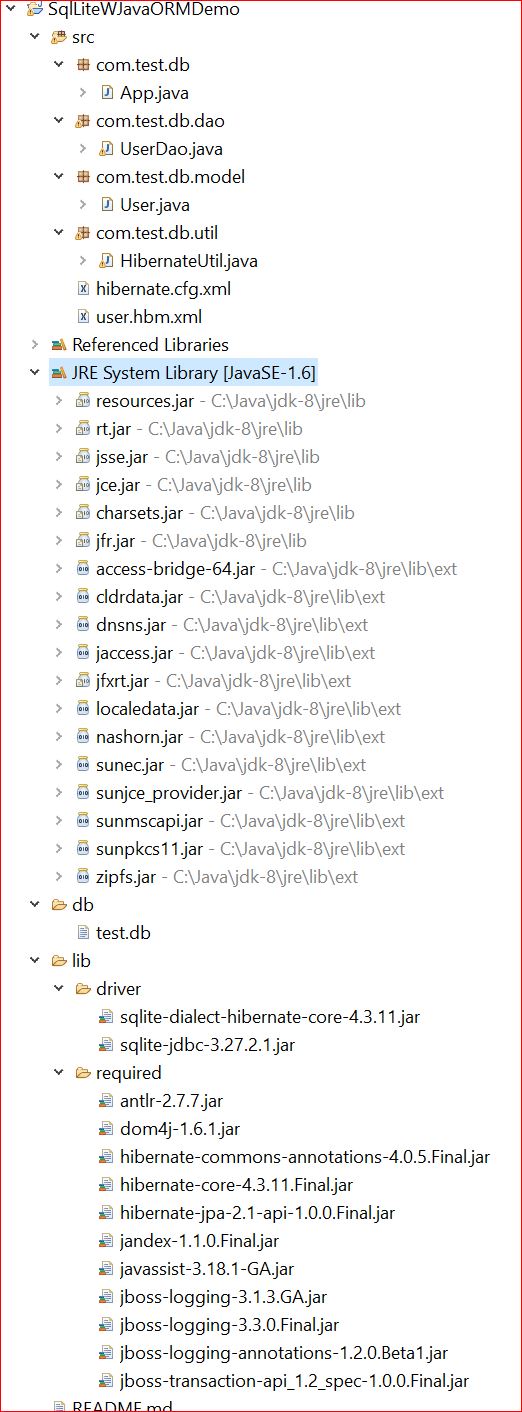 SqlLiteWJavaORMDemo
src
com.test.db
App.java
com.test.db.dao
UserDao.java
com.test.db.model
User.java
com.test.db.util
HibernateUtil.java
hibernate.cfg.xml
user.hbm.xml
Referenced Libraries
JRE System Library [JavaSE-1.6]
resources.jar - C:\Java\jdk-8\jre\lib
rt.jar - C:\Java\jdk-8\jre\lib
jsse.jar - C:\Java\jdk-8\jre\lib
jce.jar - C:\Java\jdk-8\jre\lib
charsets.jar - C:\Java\jdk-8\jre\lib
jfr.jar - C:\Java\jdk-8\jre\lib
access-bridge-64.jar - C:\Java\jdk-8\jre\lib\ext
cldrdata.jar - C:\Java\jdk-8\jre\lib\ext
dnsns.jar - C:\Java\jdk-8\jre\lib\ext
jaccess.jar - C:\Java\jdk-8\jre\lib\ext
jfxrt.jar - C:\Java\jdk-8\jre\lib\ext
localedata.jar - C:\Java\jdk-8\jre\lib\ext
nashorn.jar - C:\Java\jdk-8\jre\lib\ext
sunec.jar - C:\Java\jdk-8\jre\lib\ext
sunjce_provider.jar - C:\Java\jdk-8\jre\lib\ext
sunmscapi.jar - C:\Java\jdk-8\jre\lib\ext
sunpkcs11.jar - C:\Java\jdk-8\jre\lib\ext
zipfs.jar - C:\Java\jdk-8\jre\lib\ext
db
test.db
lib
driver
sqlite-dialect-hibernate-core-4.3.11.jar
sqlite-jdbc-3.27.2.1.jar
required
antlr-2.7.7.jar
dom4j-1.6.1.jar
hibernate-commons-annotations-4.0.5.Final.jar
hibernate-core-4.3.11.Final.jar
hibernate-jpa-2.1-api-1.0.0.Final.jar
jandex-1.1.0.Final.jar
javassist-3.18.1-GA.jar
jboss-logging-3.1.3.GA.jar
jboss-logging-3.3.0.Final.jar
jboss-logging-annotations-1.2.0.Beta1.jar
jboss-transaction-api_1.2_spec-1.0.0.Final.jar
README.md